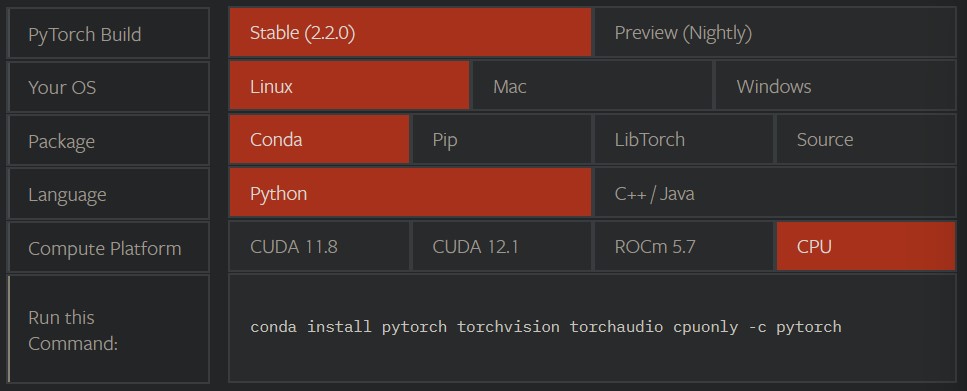 PyTorch Build Stable (2.2.0) Preview (Nightly)
Your OS Linux Mac Windows
Package Conda Pip LibTorch Source
Language Python C++ / Java
Compute Platform CUDA 11.8 CUDA 12.1 ROCm 5.7 CPU
Run this
Command:
conda install pytorch torchvision torchaudio cpuonly -c pytorch